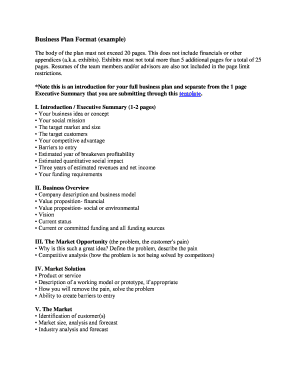 Business Plan Format (example)
The body of the plan must not exceed 20 pages. This does not include financials or other
appendices (a.k.a. exhibits). Exhibits must not total more than 5 additional pages for a total of 25
pages. Resumes of the team members and/or advisors are also not included in the page limit
restrictions.
*Note this is an introduction for your full business plan and separate from the 1 page
Executive Summary that you are submitting through this template.
I. Introduction / Executive Summary (1-2 pages)
• Your business idea or concept
• Your social mission
• The target market and size
• The target customers
• Your competitive advantage
• Barriers to entry
• Estimated year of breakeven profitability
• Estimated quantitative social impact
• Three years of estimated revenues and net income
• Your funding requirements
II. Business Overview
• Company description and business model
• Value proposition- financial
• Value proposition- social or environmental
• Vision
• Current status
• Current or committed funding and all funding sources
III. The Market Opportunity (the problem, the customer's pain)
• Why is this such a great idea? Define the problem, describe the pain
• Competitive analysis (how the problem is not being solved by competitors)
IV. Market Solution
• Product or service
• Description of a working model or prototype, if appropriate
• How you will remove the pain, solve the problem
• Ability to create barriers to entry
V. The Market
• Identification of customer(s)
• Market size, analysis and forecast
• Industry analysis and forecast